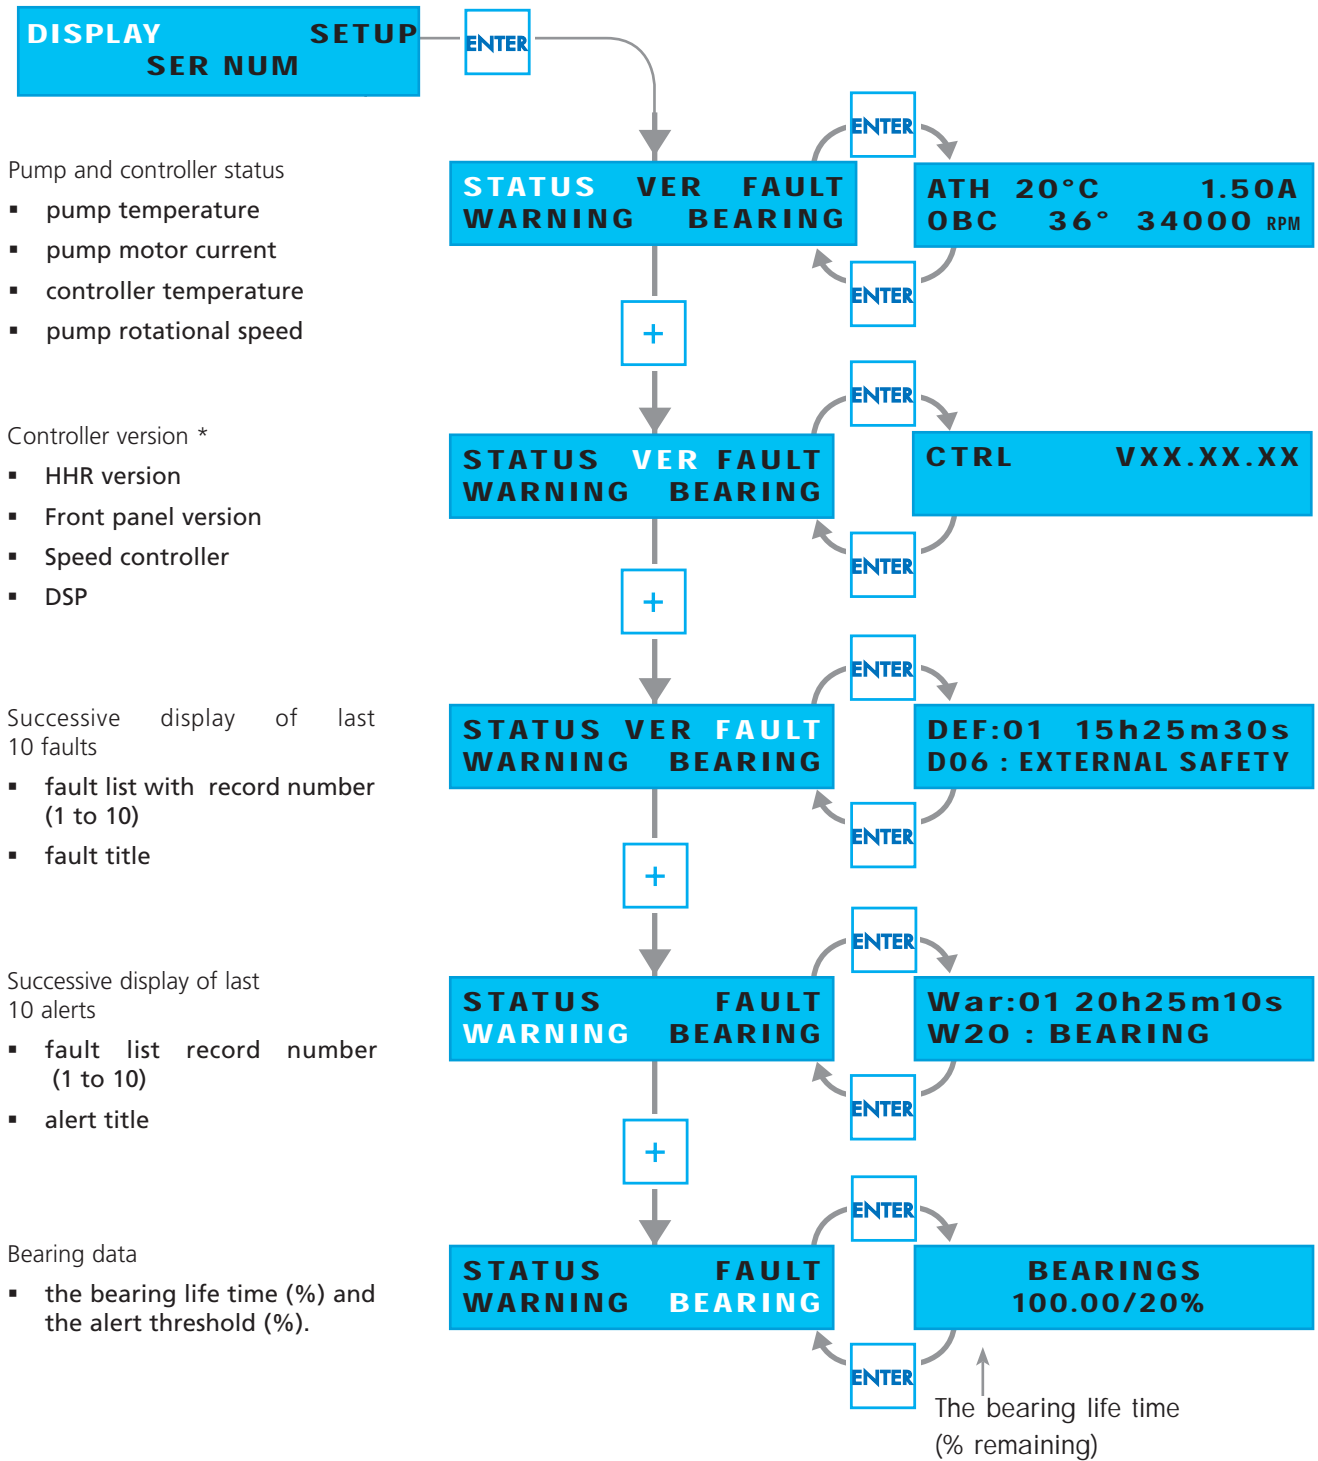 DISPLAY SETUP
SER NUM
ENTER
Pump and controller status
▪ pump temperature
▪ pump motor current
▪ controller temperature
▪ pump rotational speed
STATUS VER FAULT
WARNING BEARING
ENTER
ATH 20°C 1.50A
OBC 36° 34000 RPM
ENTER
+
Controller version *
▪ HHR version
▪ Front panel version
▪ Speed controller
▪ DSP
STATUS VER FAULT
WARNING BEARING
ENTER
CTRL VXX.XX.XX
ENTER
+
Successive display of last
10 faults
▪ fault list with record number
(1 to 10)
▪ fault title
STATUS VER FAULT
WARNING BEARING
ENTER
DEF:01 15h25m30s
D06 : EXTERNAL SAFETY
ENTER
+
Successive display of last
10 alerts
▪ fault list record number
(1 to 10)
▪ alert title
STATUS FAULT
WARNING BEARING
ENTER
War:01 20h25m10s
W20 : BEARING
ENTER
+
Bearing data
▪ the bearing life time (%) and
the alert threshold (%).
STATUS FAULT
WARNING BEARING
ENTER
BEARINGS
100.00/20%
ENTER
The bearing life time
(% remaining)